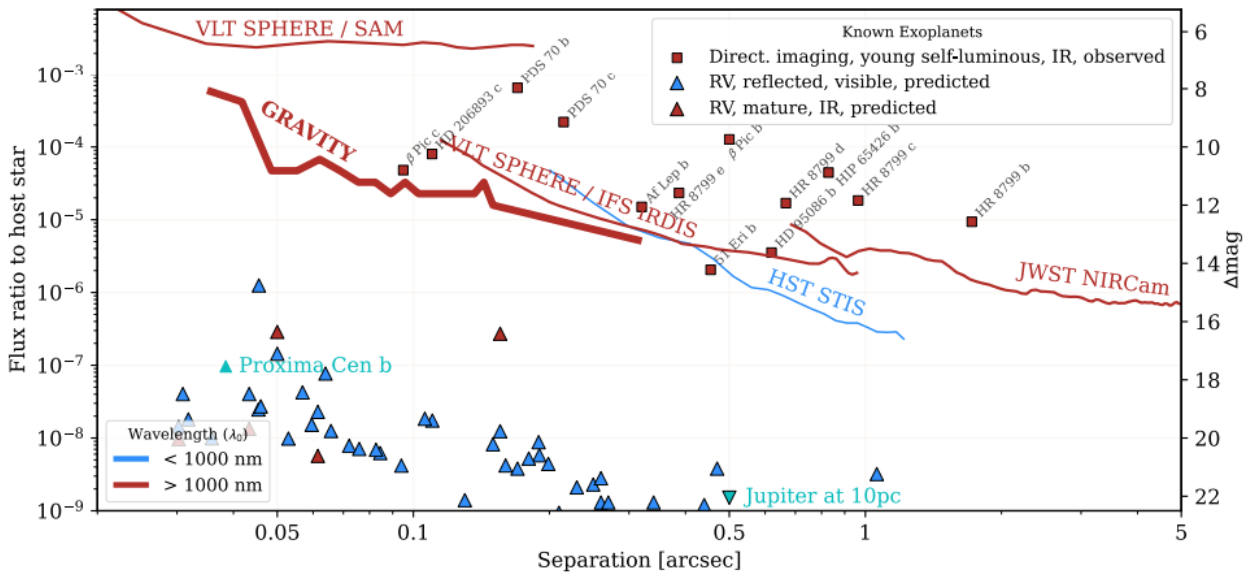 VLT SPHERE / SAM
GRAVITY
VLT SPHERE / IFS IRDIS
HST STIS
JWST NIRCam
PDS 70 b
PDS 70 c
HD 206893 c
β Pic c
β Pic b
Af Lep b
HR 8799 e
51 Eri b
HD 95086 b
HR 8799 d
HIP 65426 b
HR 8799 c
HR 8799 b
Known Exoplanets
Direct. imaging, young self-luminous, IR, observed
RV, reflected, visible, predicted
RV, mature, IR, predicted
Proxima Cen b
Jupiter at 10pc
Wavelength (λ₀)
< 1000 nm
> 1000 nm
Flux ratio to host star
10⁻³
10⁻⁴
10⁻⁵
10⁻⁶
10⁻⁷
10⁻⁸
10⁻⁹
Δmag
6
8
10
12
14
16
18
20
22
0.05
0.1
0.5
1
5
Separation [arcsec]